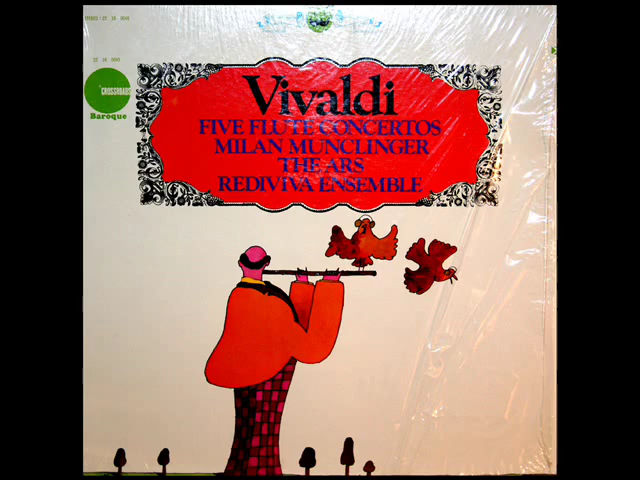 CROSSROADS
Baroque
Vivaldi
FIVE FLUTE CONCERTOS
MILAN MUNCLINGER
THE ARS
REDIVIVA ENSEMBLE